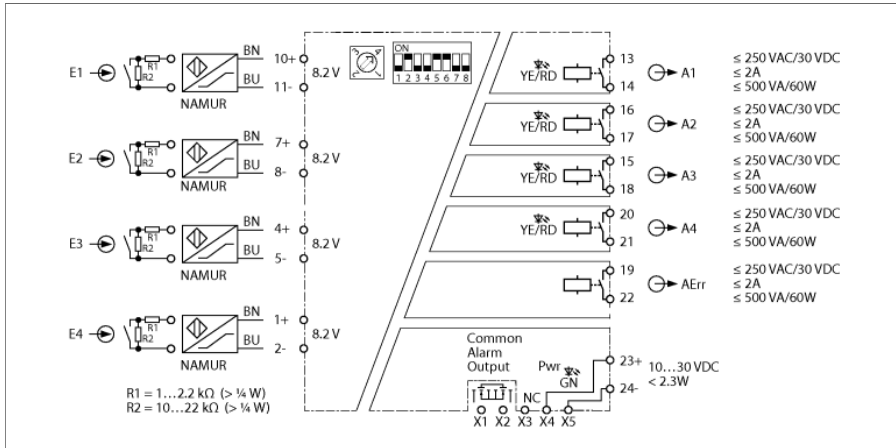 E1
R1
R2
NAMUR
BN 10+
BU 11-
8.2 V
ON
1 2 3 4 5 6 7 8
E2
R1
R2
NAMUR
BN 7+
BU 8-
8.2 V
E3
R1
R2
NAMUR
BN 4+
BU 5-
8.2 V
E4
R1
R2
NAMUR
BN 1+
BU 2-
8.2 V
R1 = 1…2.2 kΩ (> ¼ W)
R2 = 10…22 kΩ (> ¼ W)
YE/RD
13
14
A1
≤ 250 VAC/30 VDC
≤ 2A
≤ 500 VA/60W
YE/RD
16
17
A2
≤ 250 VAC/30 VDC
≤ 2A
≤ 500 VA/60W
YE/RD
15
18
A3
≤ 250 VAC/30 VDC
≤ 2A
≤ 500 VA/60W
YE/RD
20
21
A4
≤ 250 VAC/30 VDC
≤ 2A
≤ 500 VA/60W
19
22
AErr
≤ 250 VAC/30 VDC
≤ 2A
≤ 500 VA/60W
Common
Alarm
Output
Pwr
GN
NC
X1 X2 X3 X4 X5
23+
24-
10…30 VDC
< 2.3W